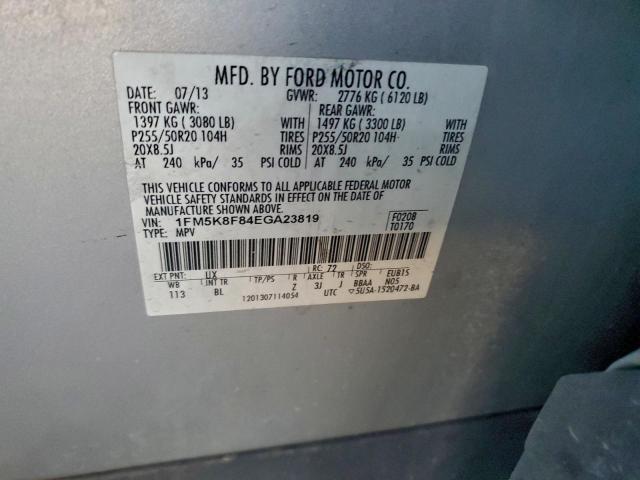 MFD. BY FORD MOTOR CO.
DATE: 07/13 GVWR: 2776 KG ( 6120 LB)
FRONT GAWR: REAR GAWR:
1397 KG ( 3080 LB) WITH 1497 KG ( 3300 LB) WITH
P255/50R20 104H TIRES P255/50R20 104H TIRES
20X8.5J RIMS 20X8.5J RIMS
AT 240 kPa/ 35 PSI COLD AT 240 kPa/ 35 PSI COLD
THIS VEHICLE CONFORMS TO ALL APPLICABLE FEDERAL MOTOR
VEHICLE SAFETY STANDARDS IN EFFECT ON THE DATE OF
MANUFACTURE SHOWN ABOVE.
VIN: 1FM5K8F84EGA23819 F0208
TYPE: MPV T0170
EXT PNT: UX RC: 72 DSO:
WB INT TR TP/PS R AXLE TR SPR EUB1S
113 BL Z 3J J BBAA N05
1201307114054 UTC ▽5U5A-1520472-BA